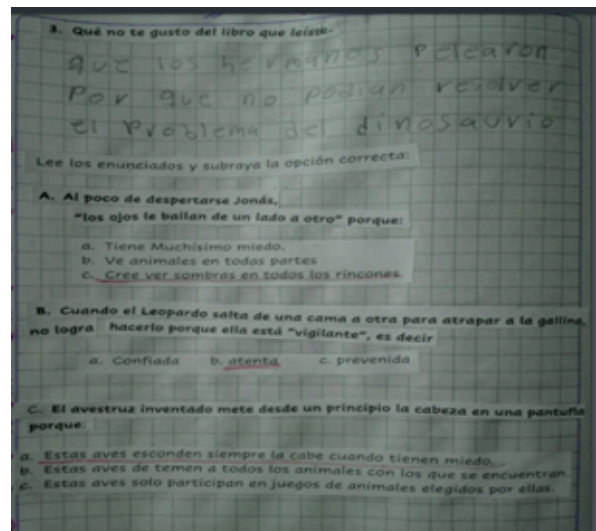 3. Qué no te gusto del libro que leíste.
que los hermanos pelearon
Por que no podian resolver
el problema del dinosaurio
Lee los enunciados y subraya la opción correcta:
A. Al poco de despertarse Jonás,
"los ojos le bailan de un lado a otro" porque:
a. Tiene Muchísimo miedo.
b. Ve animales en todas partes
c. Cree ver sombras en todos los rincones.
B. Cuando el Leopardo salta de una cama a otra para atrapar a la gallina,
no logra hacerlo porque ella está "vigilante", es decir
a. Confiada b. atenta c. prevenida
C. El avestruz inventado mete desde un principio la cabeza en una pantufla
porque:
a. Estas aves esconden siempre la cabe cuando tienen miedo.
b. Estas aves de temen a todos los animales con los que se encuentran.
c. Estas aves solo participan en juegos de animales elegidos por ellas.